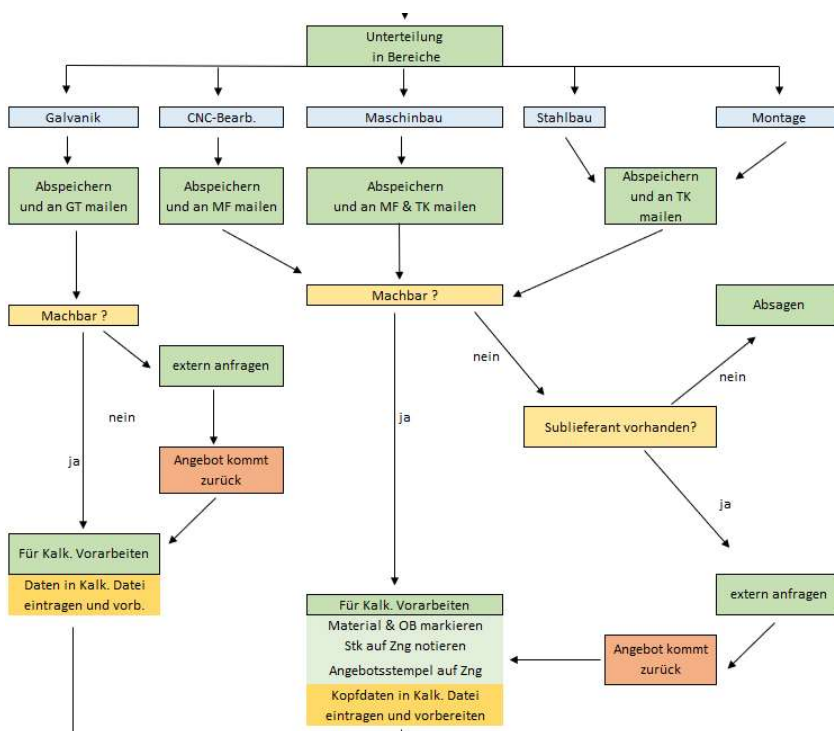 Unterteilung
in Bereiche
Galvanik
CNC-Bearb.
Maschinbau
Stahlbau
Montage
Abspeichern
und an GT mailen
Abspeichern
und an MF mailen
Abspeichern
und an MF & TK mailen
Abspeichern
und an TK
mailen
Machbar ?
Machbar ?
Absagen
extern anfragen
nein
nein
nein
Sublieferant vorhanden?
ja
ja
Angebot kommt
zurück
ja
Für Kalk. Vorarbeiten
Daten in Kalk. Datei
eintragen und vorb.
Für Kalk. Vorarbeiten
Material & OB markieren
Stk auf Zng notieren
Angebotsstempel auf Zng
Kopfdaten in Kalk. Datei
eintragen und vorbereiten
extern anfragen
Angebot kommt
zurück